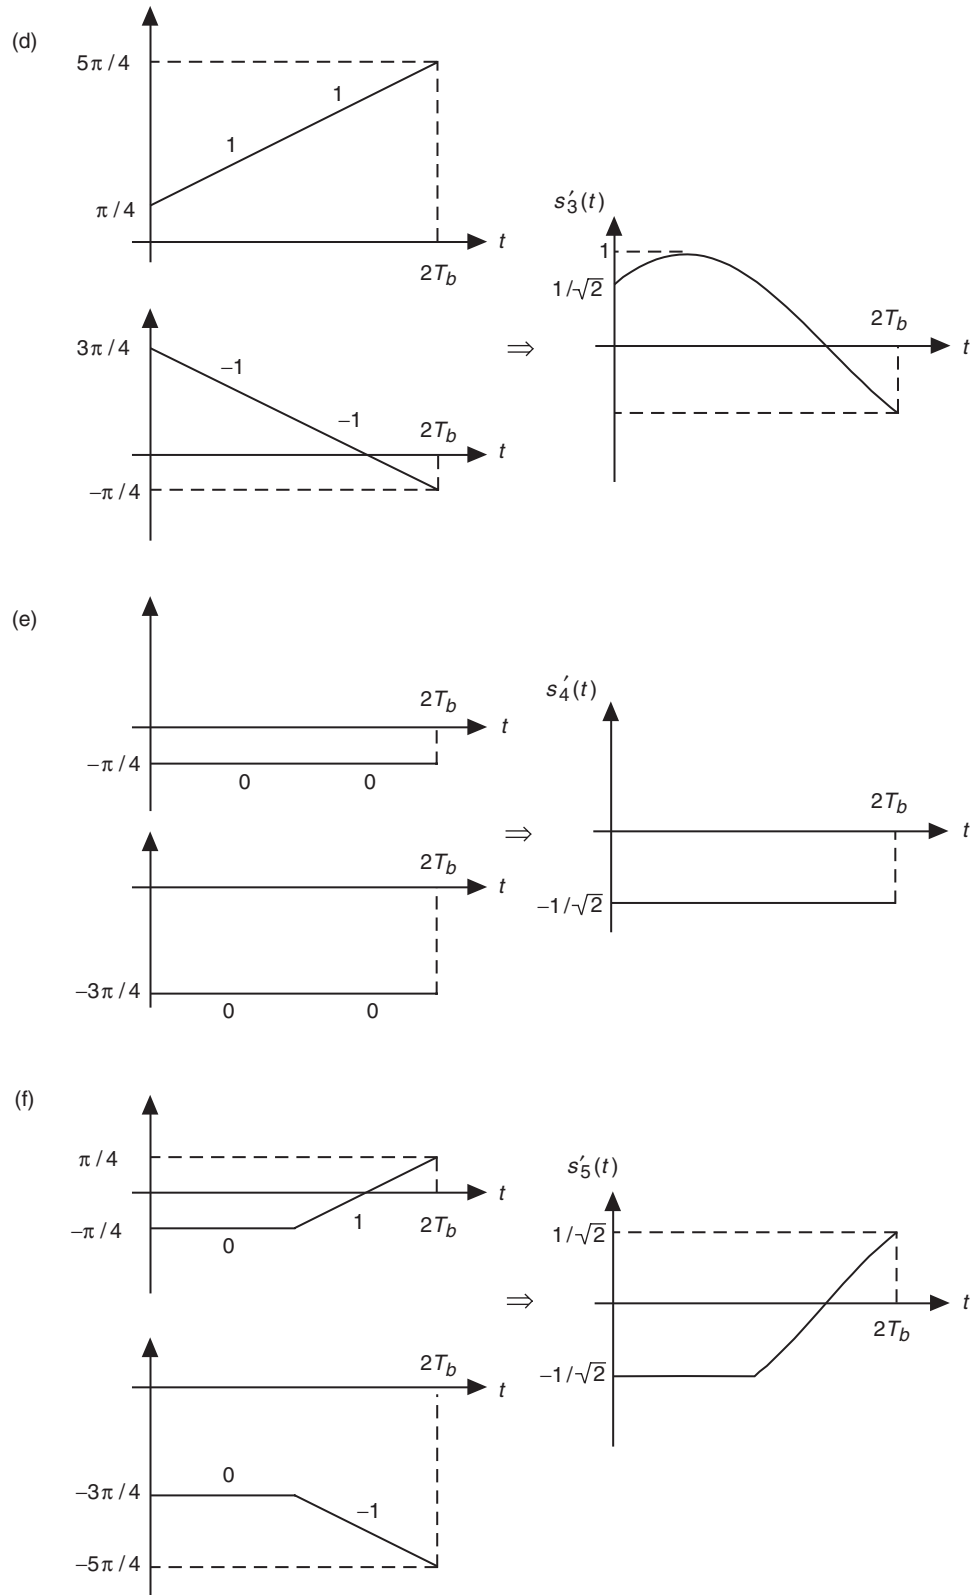 (d)
5π/4
1
1
π/4
t
2T_b
3π/4
−1
−1
2T_b
t
−π/4
⇒
s′_3(t)
1
1/√2
2T_b
t
(e)
2T_b
t
−π/4
0
0
2T_b
t
−3π/4
0
0
⇒
s′_4(t)
2T_b
t
−1/√2
(f)
π/4
t
−π/4
0
1
2T_b
2T_b
t
0
−3π/4
−1
−5π/4
⇒
s′_5(t)
1/√2
t
2T_b
−1/√2